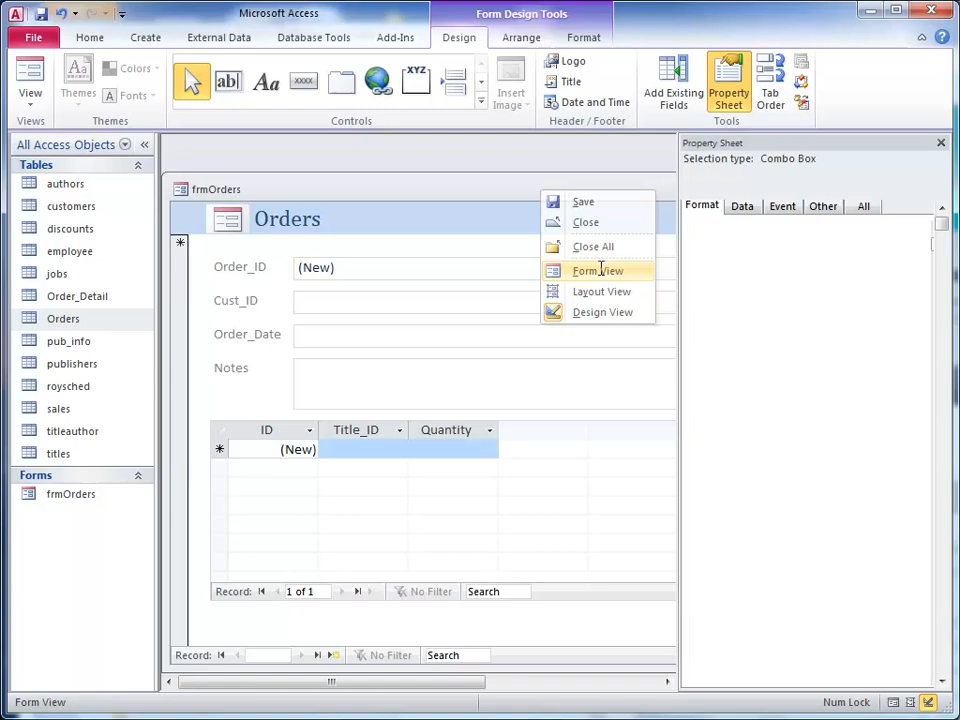 Microsoft Access
Form Design Tools
File
Home
Create
External Data
Database Tools
Add-Ins
Design
Arrange
Format
View
Views
Themes
Colors
Fonts
Themes
ab|
Aa
XXXX
XYZ
Controls
Insert
Image
Logo
Title
Date and Time
Header / Footer
Add Existing
Fields
Property
Sheet
Tab
Order
Tools
All Access Objects
Tables
authors
customers
discounts
employee
jobs
Order_Detail
Orders
pub_info
publishers
roysched
sales
titleauthor
titles
Forms
frmOrders
frmOrders
Orders
Order_ID
(New)
Cust_ID
Order_Date
Notes
ID
Title_ID
Quantity
(New)
Record:
1 of 1
No Filter
Search
Record:
No Filter
Search
Save
Close
Close All
Form View
Layout View
Design View
Property Sheet
Selection type: Combo Box
Format
Data
Event
Other
All
Form View
Num Lock